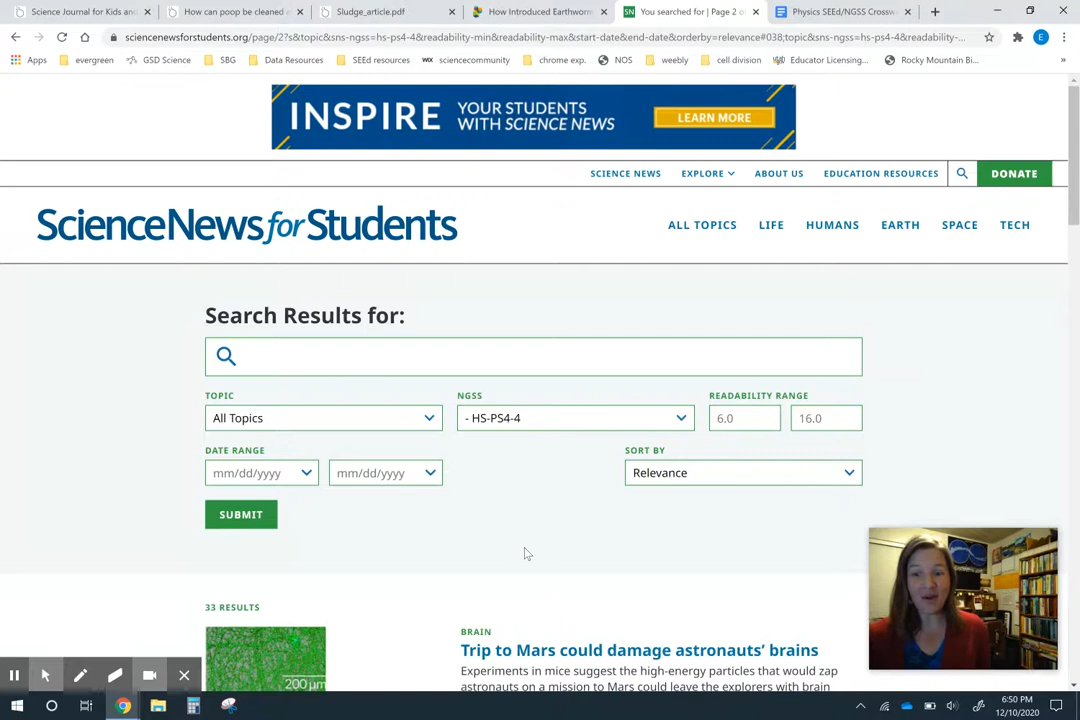 Science Journal for Kids and
How can poop be cleaned a
Sludge_article.pdf
How Introduced Earthworm
SN You searched for | Page 2 o
Physics SEEd/NGSS Crossw
sciencenewsforstudents.org/page/2?s&topic&sns-ngss=hs-ps4-4&readability-min&readability-max&start-date&end-date&orderby=relevance#038;topic&sns-ngss=hs-ps4-4&readability-...
E
Apps evergreen GSD Science SBG Data Resources SEEd resources WIX sciencecommunity chrome exp. NOS weebly cell division Educator Licensing... Rocky Mountain Bi... »
INSPIRE YOUR STUDENTS WITH SCIENCE NEWS LEARN MORE
SCIENCE NEWS EXPLORE ABOUT US EDUCATION RESOURCES DONATE
ScienceNewsforStudents
ALL TOPICS LIFE HUMANS EARTH SPACE TECH
Search Results for:
TOPIC NGSS READABILITY RANGE
All Topics - HS-PS4-4 6.0 16.0
DATE RANGE SORT BY
mm/dd/yyyy mm/dd/yyyy Relevance
SUBMIT
33 RESULTS
BRAIN
Trip to Mars could damage astronauts' brains
Experiments in mice suggest the high-energy particles that would zap
astronauts on a mission to Mars could leave the explorers with brain
200 µm
6:50 PM
12/10/2020